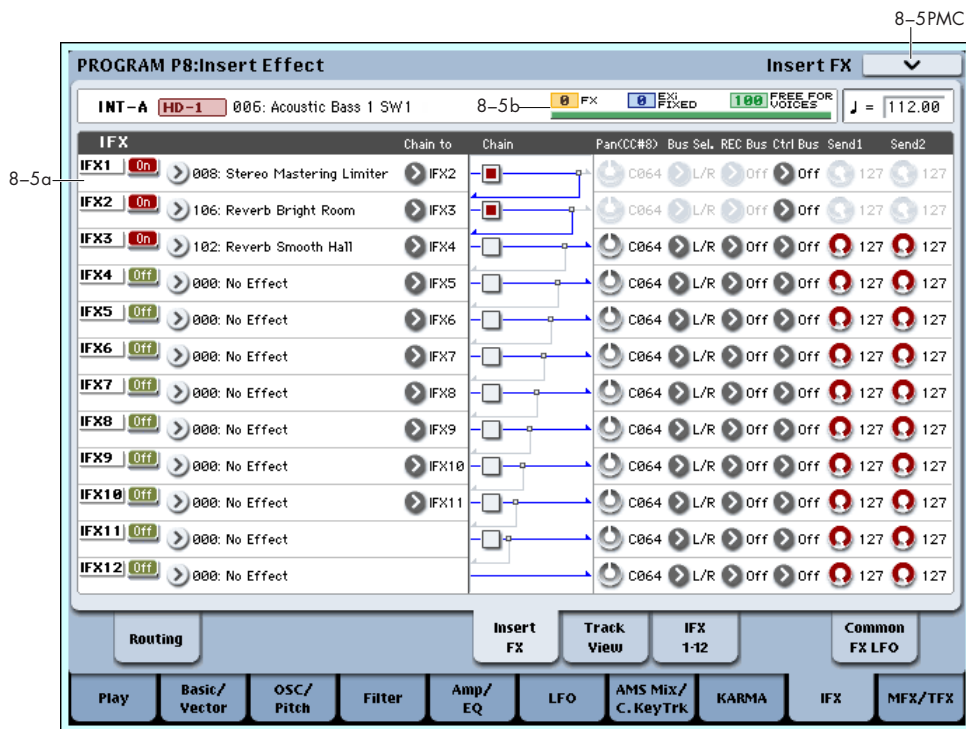 8–5PMC
PROGRAM P8:Insert Effect Insert FX
INT-A HD-1 006: Acoustic Bass 1 SW1 8–5b 0 FX 0 EXi FIXED 100 FREE FOR VOICES ♩ = 112.00
IFX Chain to Chain Pan(CC#8) Bus Sel. REC Bus Ctrl Bus Send1 Send2
8–5a
IFX1 On 008: Stereo Mastering Limiter IFX2 C064 L/R Off Off 127 127
IFX2 On 106: Reverb Bright Room IFX3 C064 L/R Off Off 127 127
IFX3 On 102: Reverb Smooth Hall IFX4 C064 L/R Off Off 127 127
IFX4 Off 000: No Effect IFX5 C064 L/R Off Off 127 127
IFX5 Off 000: No Effect IFX6 C064 L/R Off Off 127 127
IFX6 Off 000: No Effect IFX7 C064 L/R Off Off 127 127
IFX7 Off 000: No Effect IFX8 C064 L/R Off Off 127 127
IFX8 Off 000: No Effect IFX9 C064 L/R Off Off 127 127
IFX9 Off 000: No Effect IFX10 C064 L/R Off Off 127 127
IFX10 Off 000: No Effect IFX11 C064 L/R Off Off 127 127
IFX11 Off 000: No Effect C064 L/R Off Off 127 127
IFX12 Off 000: No Effect C064 L/R Off Off 127 127
Routing Insert FX Track View IFX 1-12 Common FX LFO
Play Basic/ Vector OSC/ Pitch Filter Amp/ EQ LFO AMS Mix/ C.KeyTrk KARMA IFX MFX/TFX